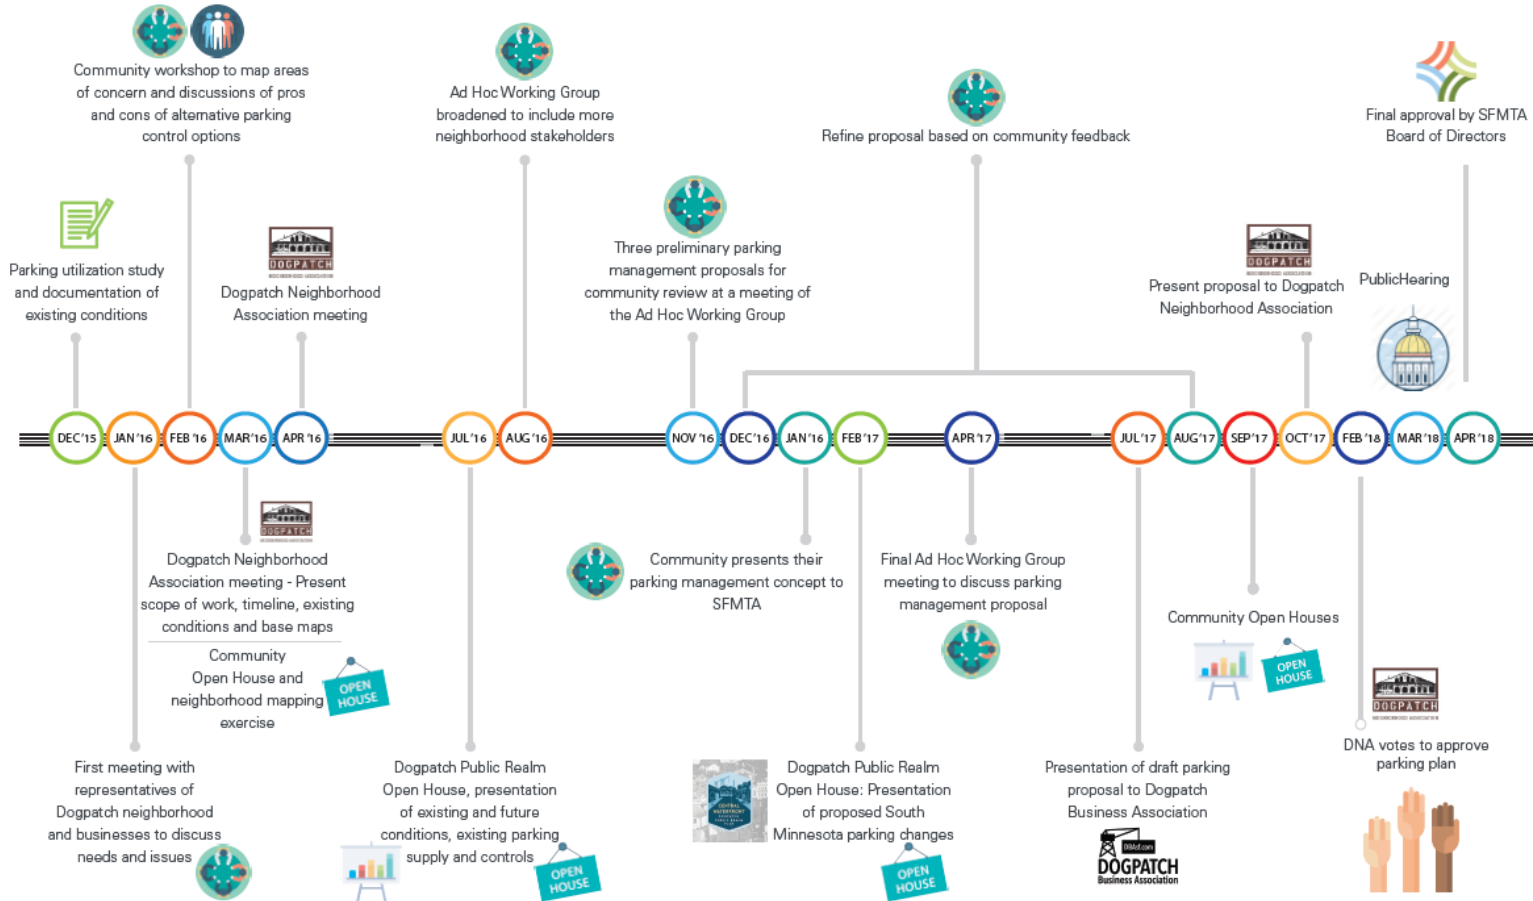 Community workshop to map areas
of concern and discussions of pros
and cons of alternative parking
control options
Ad Hoc Working Group
broadened to include more
neighborhood stakeholders
Refine proposal based on community feedback
Final approval by SFMTA
Board of Directors
Parking utilization study
and documentation of
existing conditions
DOGPATCH
NEIGHBORHOOD ASSOCIATION
Dogpatch Neighborhood
Association meeting
Three preliminary parking
management proposals for
community review at a meeting of
the Ad Hoc Working Group
DOGPATCH
NEIGHBORHOOD ASSOCIATION
Present proposal to Dogpatch
Neighborhood Association
PublicHearing
DEC'15
JAN'16
FEB '16
MAR'16
APR '16
JUL'16
AUG '16
NOV '16
DEC'16
JAN'16
FEB '17
APR'17
JUL'17
AUG'17
SEP'17
OCT'17
FEB '18
MAR'18
APR '18
DOGPATCH
NEIGHBORHOOD ASSOCIATION
Dogpatch Neighborhood
Association meeting - Present
scope of work, timeline, existing
conditions and base maps
Community
Open House and
neighborhood mapping
exercise
OPEN
HOUSE
Community presents their
parking management concept to
SFMTA
Final Ad Hoc Working Group
meeting to discuss parking
management proposal
Community Open Houses
OPEN
HOUSE
DOGPATCH
NEIGHBORHOOD ASSOCIATION
DNA votes to approve
parking plan
First meeting with
representatives of
Dogpatch neighborhood
and businesses to discuss
needs and issues
Dogpatch Public Realm
Open House, presentation
of existing and future
conditions, existing parking
supply and controls
OPEN
HOUSE
CENTRAL
WATERFRONT
Dogpatch Public Realm
Open House: Presentation
of proposed South
Minnesota parking changes
OPEN
HOUSE
Presentation of draft parking
proposal to Dogpatch
Business Association
DBAsf.com
DOGPATCH
Business Association